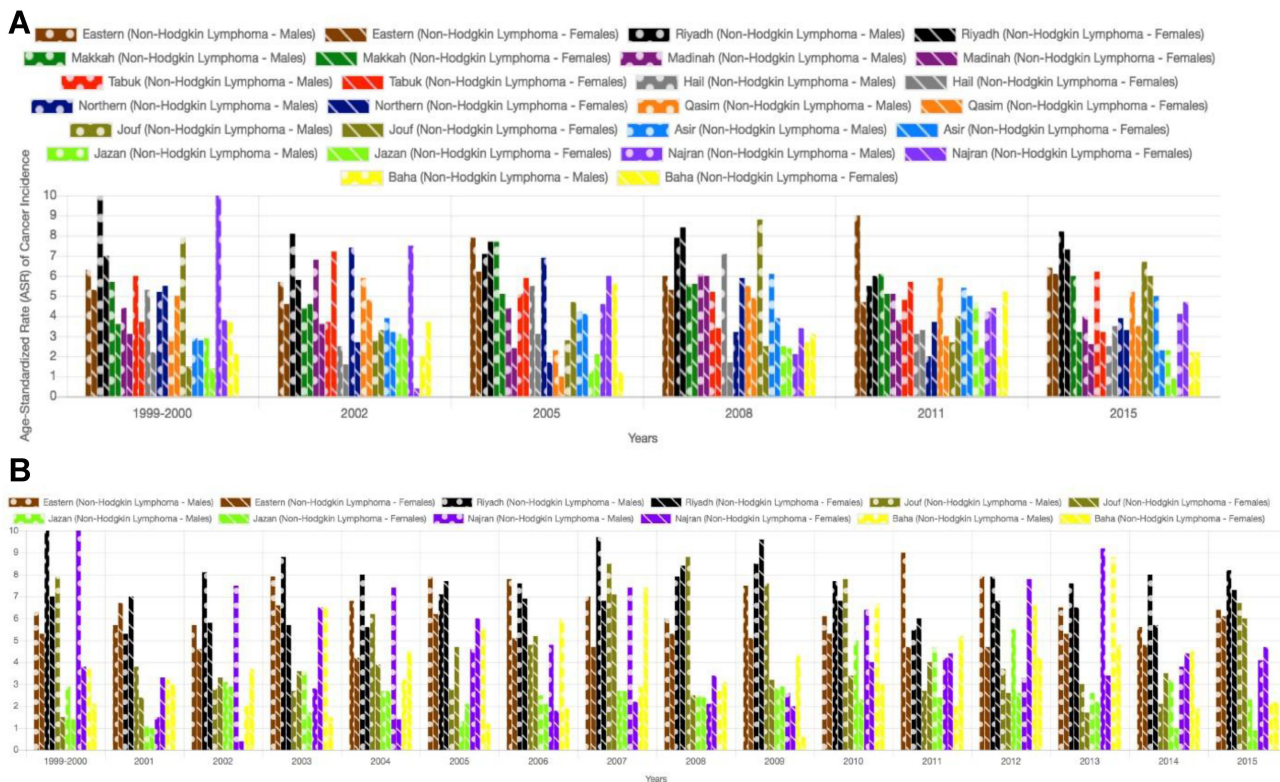 A
Eastern (Non-Hodgkin Lymphoma - Males) Eastern (Non-Hodgkin Lymphoma - Females) Riyadh (Non-Hodgkin Lymphoma - Males) Riyadh (Non-Hodgkin Lymphoma - Females)
Makkah (Non-Hodgkin Lymphoma - Males) Makkah (Non-Hodgkin Lymphoma - Females) Madinah (Non-Hodgkin Lymphoma - Males) Madinah (Non-Hodgkin Lymphoma - Females)
Tabuk (Non-Hodgkin Lymphoma - Males) Tabuk (Non-Hodgkin Lymphoma - Females) Hail (Non-Hodgkin Lymphoma - Males) Hail (Non-Hodgkin Lymphoma - Females)
Northern (Non-Hodgkin Lymphoma - Males) Northern (Non-Hodgkin Lymphoma - Females) Qasim (Non-Hodgkin Lymphoma - Males) Qasim (Non-Hodgkin Lymphoma - Females)
Jouf (Non-Hodgkin Lymphoma - Males) Jouf (Non-Hodgkin Lymphoma - Females) Asir (Non-Hodgkin Lymphoma - Males) Asir (Non-Hodgkin Lymphoma - Females)
Jazan (Non-Hodgkin Lymphoma - Males) Jazan (Non-Hodgkin Lymphoma - Females) Najran (Non-Hodgkin Lymphoma - Males) Najran (Non-Hodgkin Lymphoma - Females)
Baha (Non-Hodgkin Lymphoma - Males) Baha (Non-Hodgkin Lymphoma - Females)
Age-Standardized Rate (ASR) of Cancer Incidence
10
9
8
7
6
5
4
3
2
1
0
1999-2000 2002 2005 2008 2011 2015
Years
B
Eastern (Non-Hodgkin Lymphoma - Males) Eastern (Non-Hodgkin Lymphoma - Females) Riyadh (Non-Hodgkin Lymphoma - Males) Riyadh (Non-Hodgkin Lymphoma - Females) Jouf (Non-Hodgkin Lymphoma - Males) Jouf (Non-Hodgkin Lymphoma - Females)
Jazan (Non-Hodgkin Lymphoma - Males) Jazan (Non-Hodgkin Lymphoma - Females) Najran (Non-Hodgkin Lymphoma - Males) Najran (Non-Hodgkin Lymphoma - Females) Baha (Non-Hodgkin Lymphoma - Males) Baha (Non-Hodgkin Lymphoma - Females)
10
9
8
7
6
5
4
3
2
1
0
1999-2000 2001 2002 2003 2004 2005 2006 2007 2008 2009 2010 2011 2012 2013 2014 2015
Years